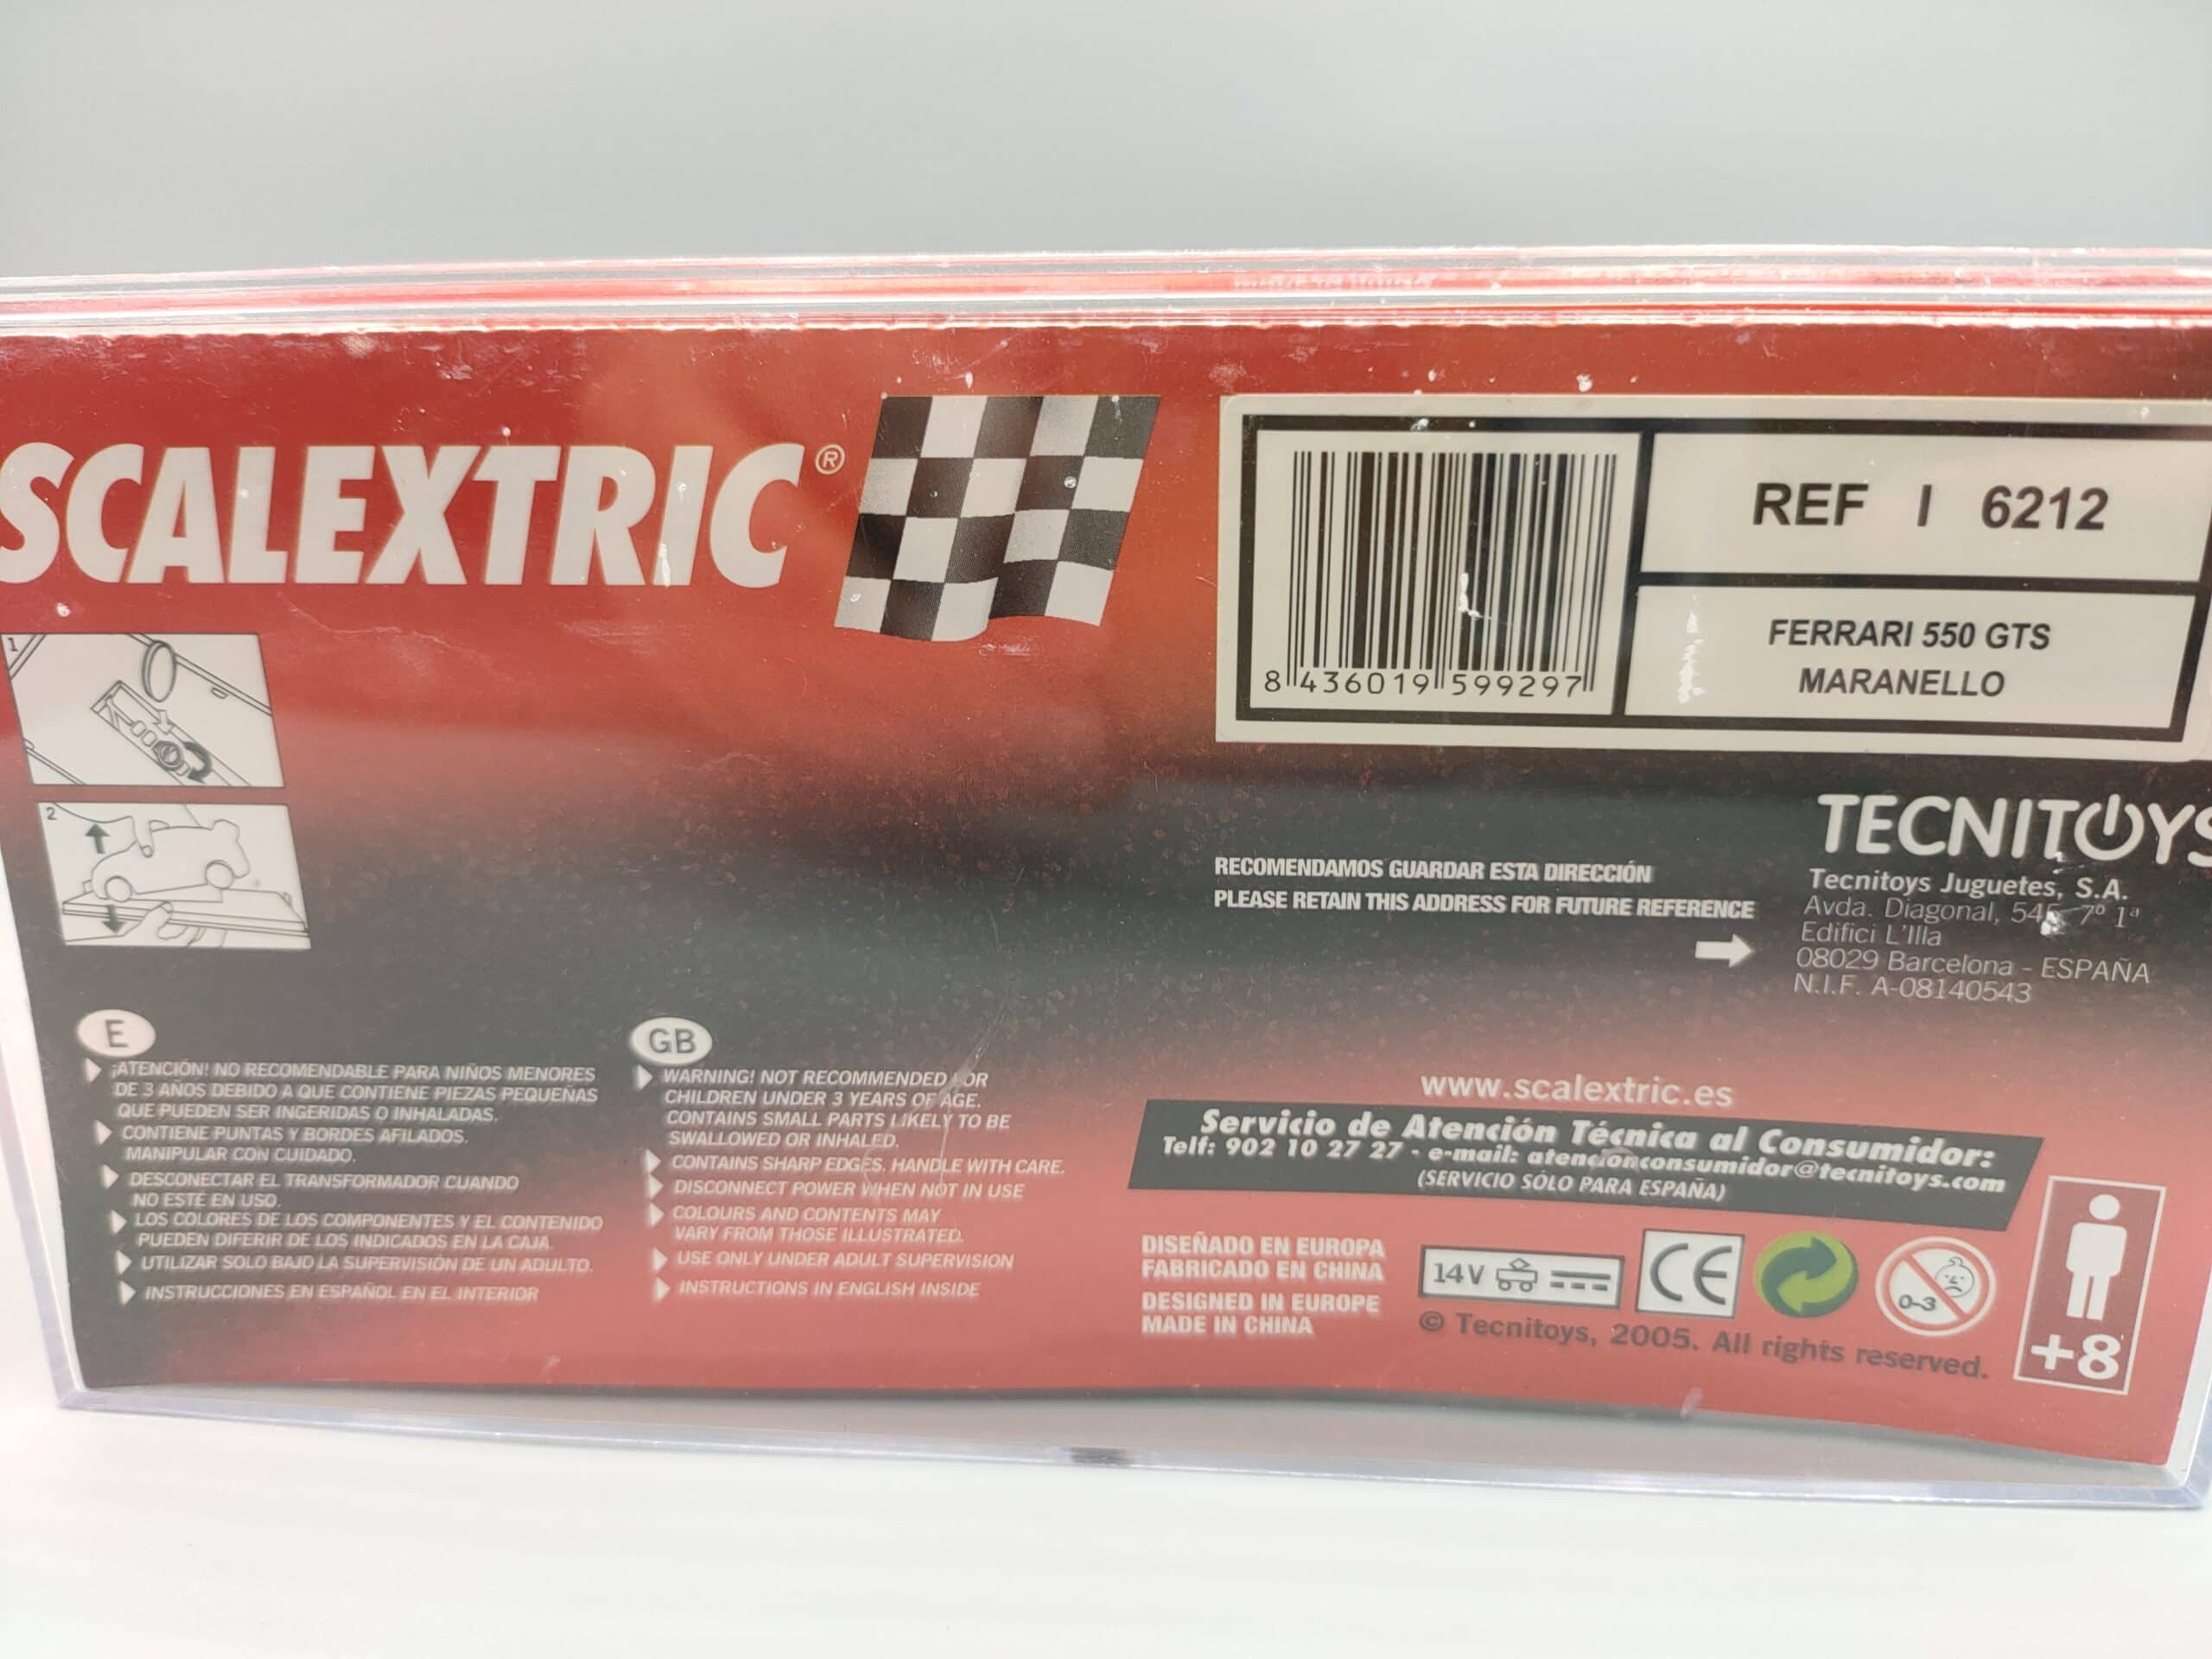 SCALEXTRIC®
8 436019 599297
REF I 6212
FERRARI 550 GTS
MARANELLO
1
2
RECOMENDAMOS GUARDAR ESTA DIRECCIÓN
PLEASE RETAIN THIS ADDRESS FOR FUTURE REFERENCE
TECNITOYS
Tecnitoys Juguetes, S.A.
Avda. Diagonal, 7º 1ª
Edifici L'Illa
08029 Barcelona - ESPAÑA
N.I.F. A-08140543
E
¡ATENCIÓN! NO RECOMENDABLE PARA NIÑOS MENORES
DE 3 AÑOS DEBIDO A QUE CONTIENE PIEZAS PEQUEÑAS
QUE PUEDEN SER INGERIDAS O INHALADAS.
CONTIENE PUNTAS Y BORDES AFILADOS.
MANIPULAR CON CUIDADO.
DESCONECTAR EL TRANSFORMADOR CUANDO
NO ESTÉ EN USO.
LOS COLORES DE LOS COMPONENTES Y EL CONTENIDO
PUEDEN DIFERIR DE LOS INDICADOS EN LA CAJA.
UTILIZAR SOLO BAJO LA SUPERVISIÓN DE UN ADULTO.
INSTRUCCIONES EN ESPAÑOL EN EL INTERIOR
GB
WARNING! NOT RECOMMENDED FOR
CHILDREN UNDER 3 YEARS OF AGE.
CONTAINS SMALL PARTS LIKELY TO BE
SWALLOWED OR INHALED.
CONTAINS SHARP EDGES. HANDLE WITH CARE.
DISCONNECT POWER WHEN NOT IN USE
COLOURS AND CONTENTS MAY
VARY FROM THOSE ILLUSTRATED.
USE ONLY UNDER ADULT SUPERVISION
INSTRUCTIONS IN ENGLISH INSIDE
www.scalextric.es
Servicio de Atención Técnica al Consumidor:
Telf: 902 10 27 27 - e-mail: atencionconsumidor@tecnitoys.com
(SERVICIO SÓLO PARA ESPAÑA)
DISEÑADO EN EUROPA
FABRICADO EN CHINA
DESIGNED IN EUROPE
MADE IN CHINA
14V
CE
0-3
+8
© Tecnitoys, 2005. All rights reserved.